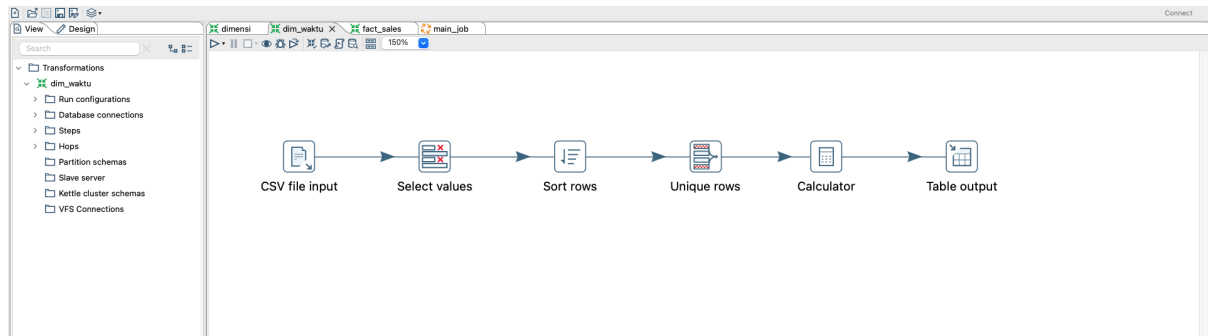 Connect
View
Design
dimensi
dim_waktu
fact_sales
main_job
Search
150%
Transformations
dim_waktu
Run configurations
Database connections
Steps
Hops
Partition schemas
Slave server
Kettle cluster schemas
VFS Connections
CSV file input
Select values
Sort rows
Unique rows
Calculator
Table output